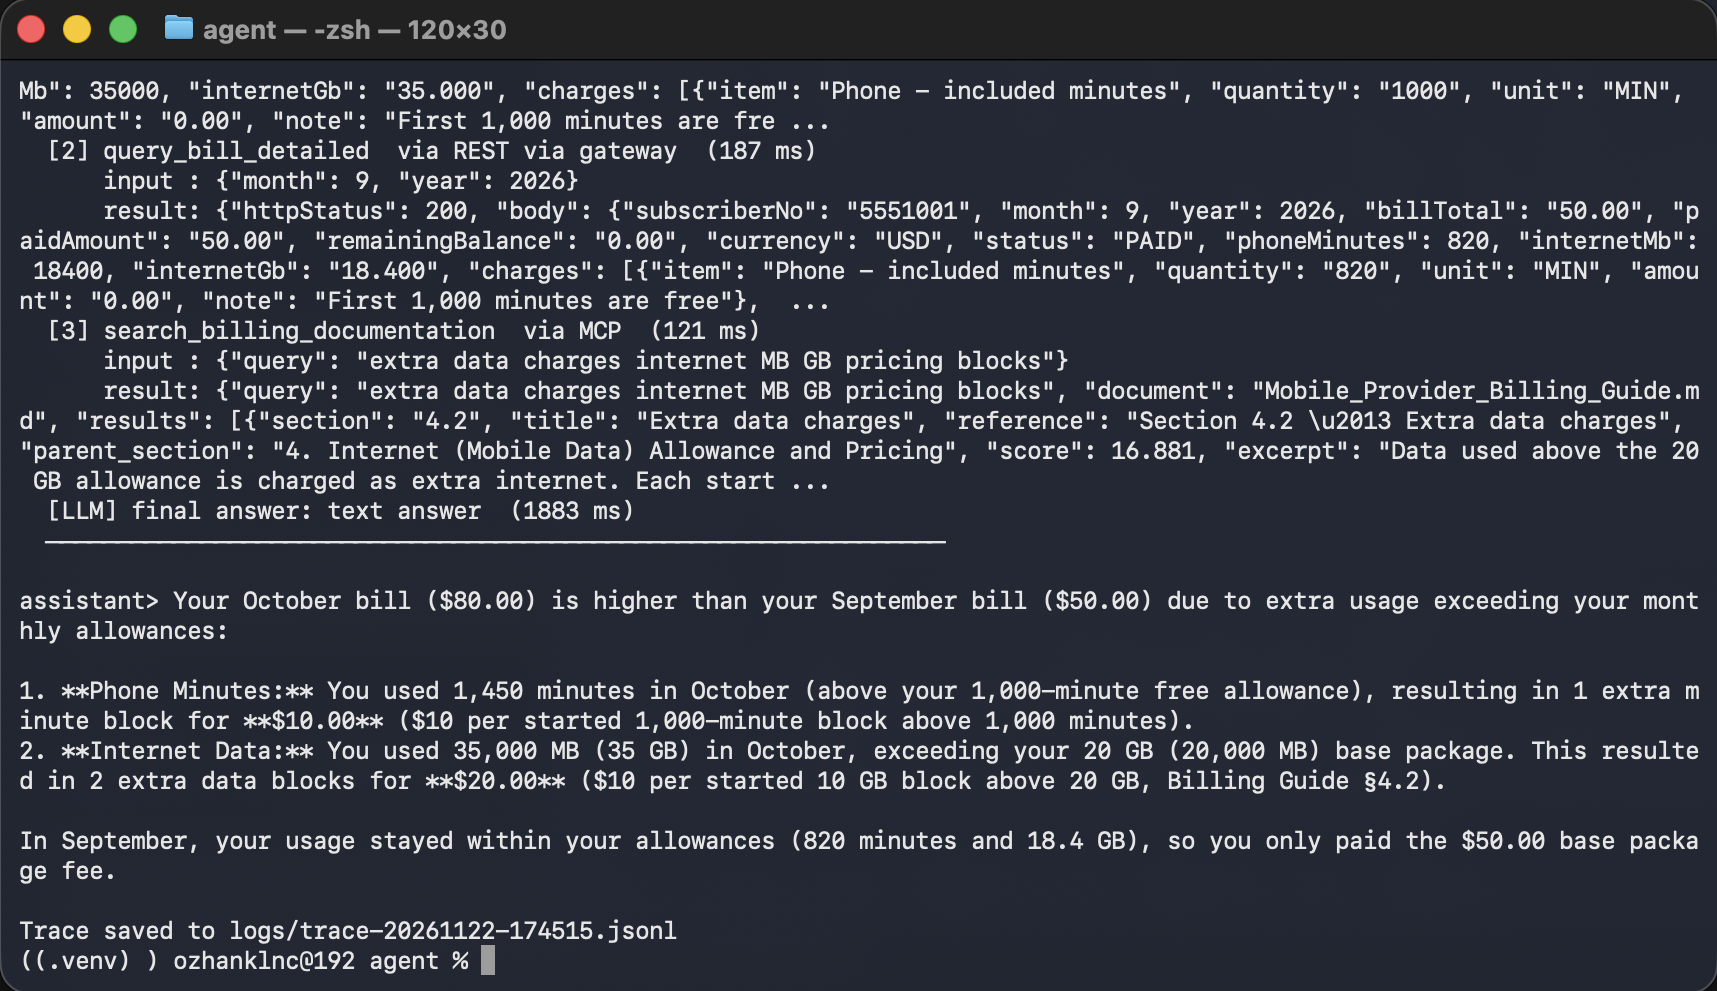 agent — -zsh — 120×30
Mb": 35000, "internetGb": "35.000", "charges": [{"item": "Phone – included minutes", "quantity": "1000", "unit": "MIN",
"amount": "0.00", "note": "First 1,000 minutes are fre ...
[2] query_bill_detailed  via REST via gateway  (187 ms)
input : {"month": 9, "year": 2026}
result: {"httpStatus": 200, "body": {"subscriberNo": "5551001", "month": 9, "year": 2026, "billTotal": "50.00", "p
aidAmount": "50.00", "remainingBalance": "0.00", "currency": "USD", "status": "PAID", "phoneMinutes": 820, "internetMb":
18400, "internetGb": "18.400", "charges": [{"item": "Phone – included minutes", "quantity": "820", "unit": "MIN", "amou
nt": "0.00", "note": "First 1,000 minutes are free"},  ...
[3] search_billing_documentation  via MCP  (121 ms)
input : {"query": "extra data charges internet MB GB pricing blocks"}
result: {"query": "extra data charges internet MB GB pricing blocks", "document": "Mobile_Provider_Billing_Guide.m
d", "results": [{"section": "4.2", "title": "Extra data charges", "reference": "Section 4.2 \u2013 Extra data charges",
"parent_section": "4. Internet (Mobile Data) Allowance and Pricing", "score": 16.881, "excerpt": "Data used above the 20
GB allowance is charged as extra internet. Each start ...
[LLM] final answer: text answer  (1883 ms)
assistant> Your October bill ($80.00) is higher than your September bill ($50.00) due to extra usage exceeding your mont
hly allowances:
1. **Phone Minutes:** You used 1,450 minutes in October (above your 1,000-minute free allowance), resulting in 1 extra m
inute block for **$10.00** ($10 per started 1,000-minute block above 1,000 minutes).
2. **Internet Data:** You used 35,000 MB (35 GB) in October, exceeding your 20 GB (20,000 MB) base package. This resulte
d in 2 extra data blocks for **$20.00** ($10 per started 10 GB block above 20 GB, Billing Guide §4.2).
In September, your usage stayed within your allowances (820 minutes and 18.4 GB), so you only paid the $50.00 base packa
ge fee.
Trace saved to logs/trace-20261122-174515.jsonl
((.venv) ) ozhanklnc@192 agent %